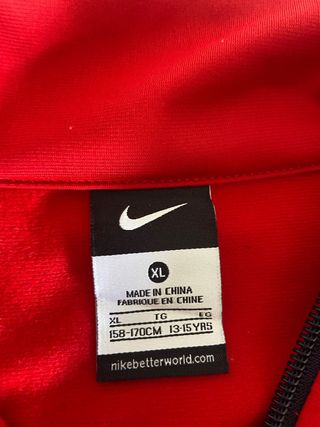 XL
MADE IN CHINA
FABRIQUE EN CHINE
XL TG EG
158-170CM 13-15YRS
nikebetterworld.com